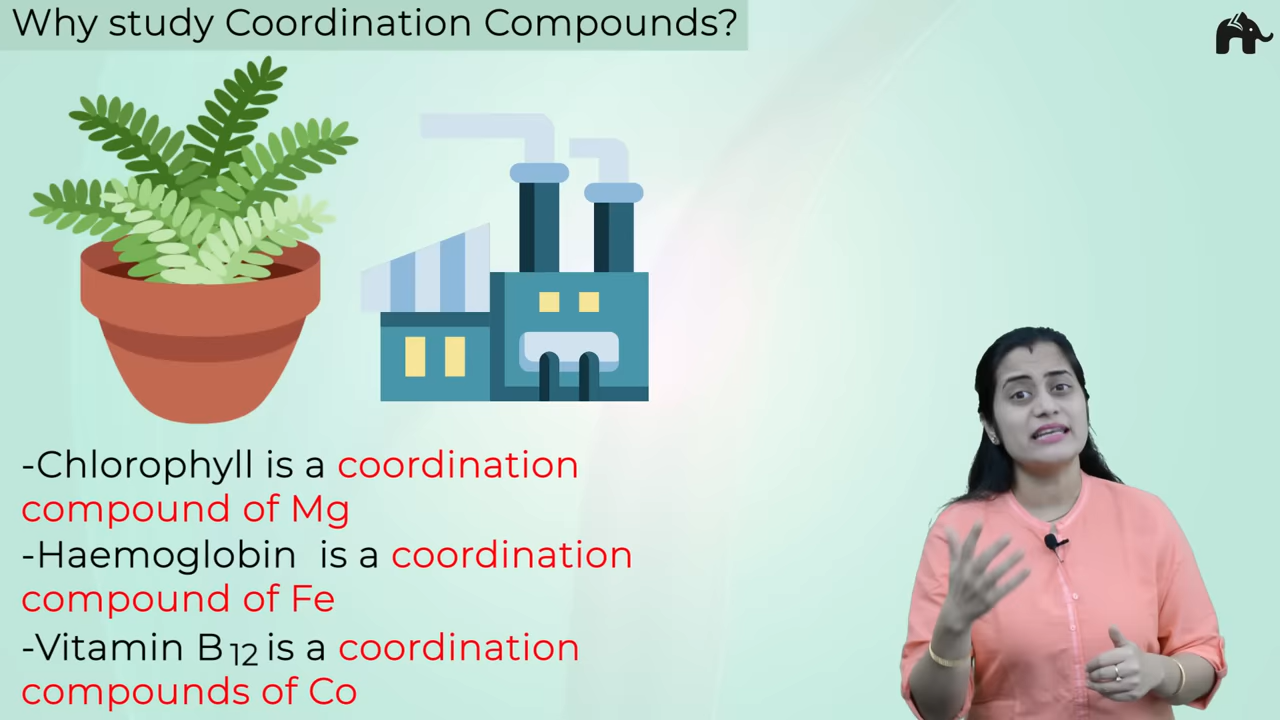 Why study Coordination Compounds?
-Chlorophyll is a coordination
compound of Mg
-Haemoglobin is a coordination
compound of Fe
-Vitamin B12 is a coordination
compounds of Co